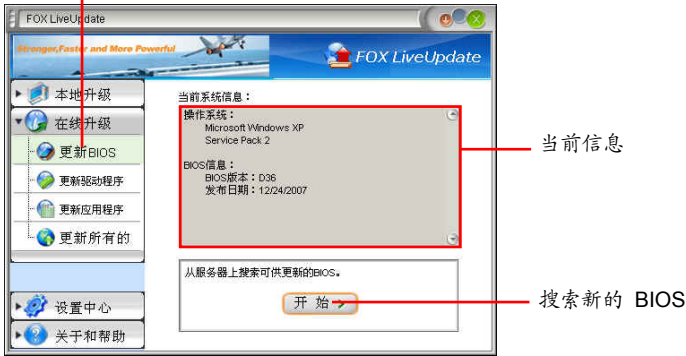 FOX LiveUpdate
Stronger,Faster and More Powerful
FOX LiveUpdate
本地升级
在线升级
更新BIOS
更新驱动程序
更新应用程序
更新所有的
设置中心
关于和帮助
当前系统信息：
操作系统：
Microsoft Windows XP
Service Pack 2
BIOS信息：
BIOS版本：D36
发布日期：12/24/2007
从服务器上搜索可供更新的BIOS。
开 始
当前信息
搜索新的 BIOS